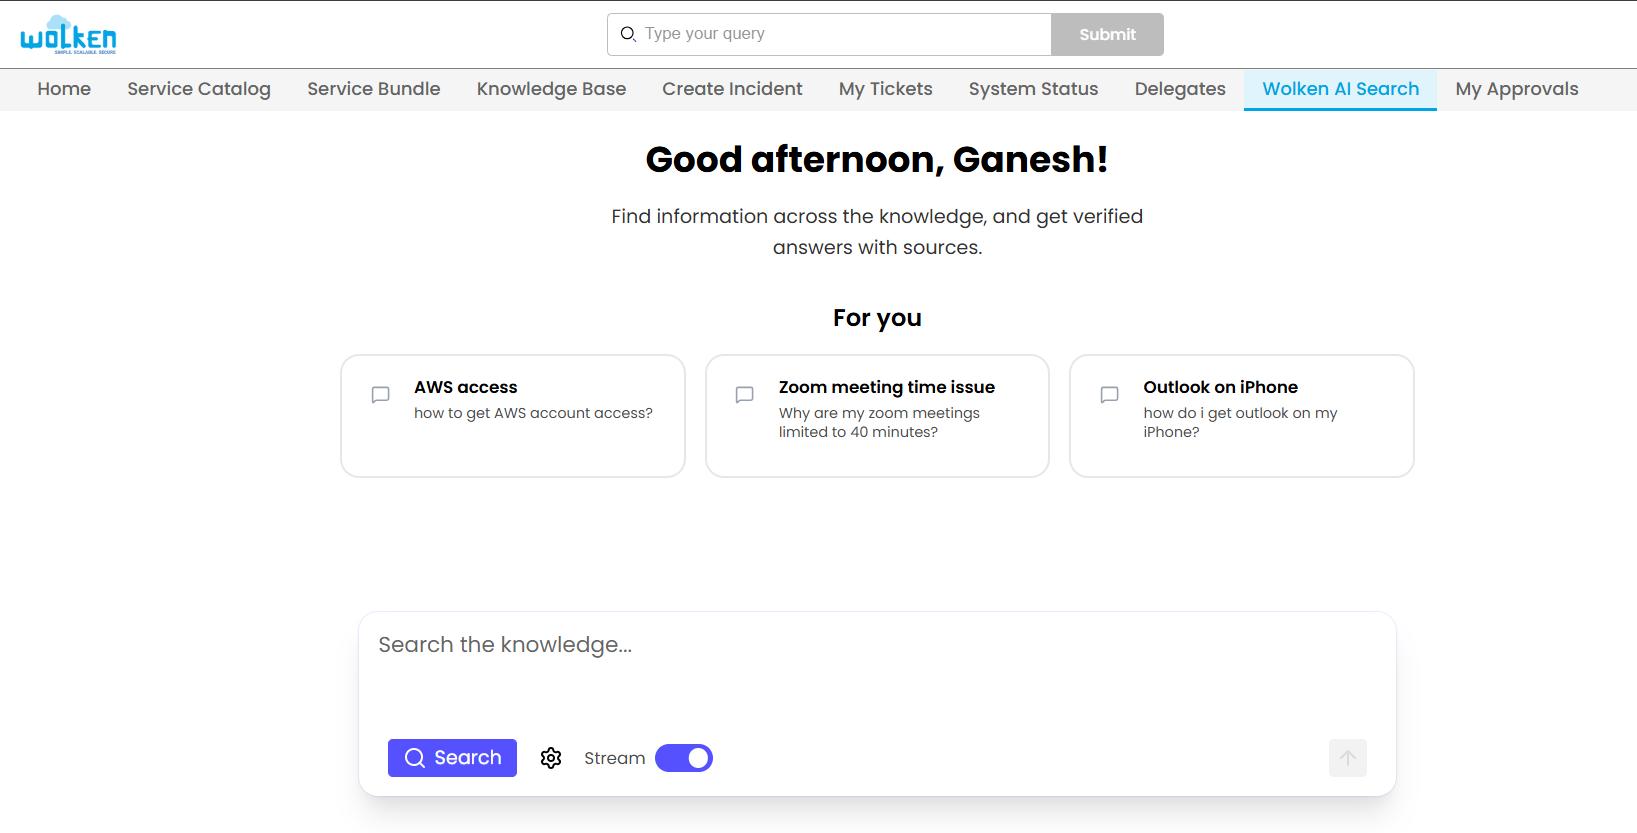 wolken
SIMPLE. SCALABLE. SECURE
Type your query
Submit
Home
Service Catalog
Service Bundle
Knowledge Base
Create Incident
My Tickets
System Status
Delegates
Wolken AI Search
My Approvals
Good afternoon, Ganesh!
Find information across the knowledge, and get verified
answers with sources.
For you
AWS access
how to get AWS account access?
Zoom meeting time issue
Why are my zoom meetings
limited to 40 minutes?
Outlook on iPhone
how do i get outlook on my
iPhone?
Search the knowledge...
Search
Stream